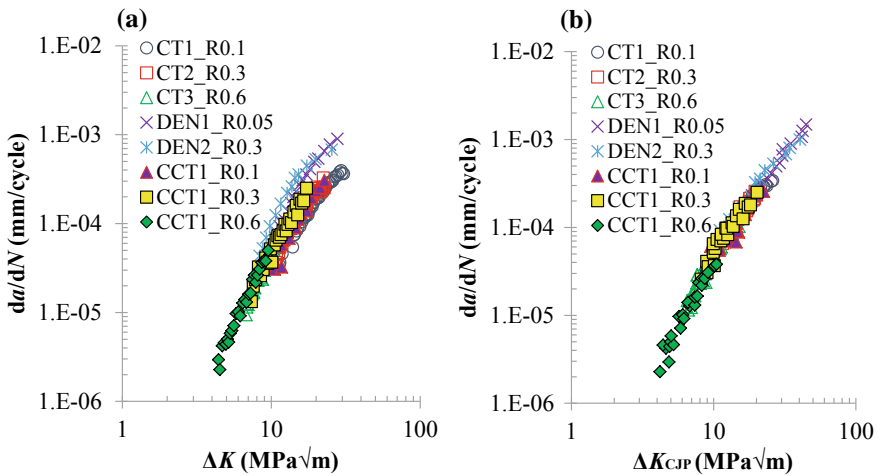 (a)
1.E-02
1.E-03
1.E-04
1.E-05
1.E-06
da/dN (mm/cycle)
CT1_R0.1
CT2_R0.3
CT3_R0.6
DEN1_R0.05
DEN2_R0.3
CCT1_R0.1
CCT1_R0.3
CCT1_R0.6
1
10
100
ΔK (MPa√m)
(b)
1.E-02
1.E-03
1.E-04
1.E-05
1.E-06
da/dN (mm/cycle)
CT1_R0.1
CT2_R0.3
CT3_R0.6
DEN1_R0.05
DEN2_R0.3
CCT1_R0.1
CCT1_R0.3
CCT1_R0.6
1
10
100
ΔKCJP (MPa√m)